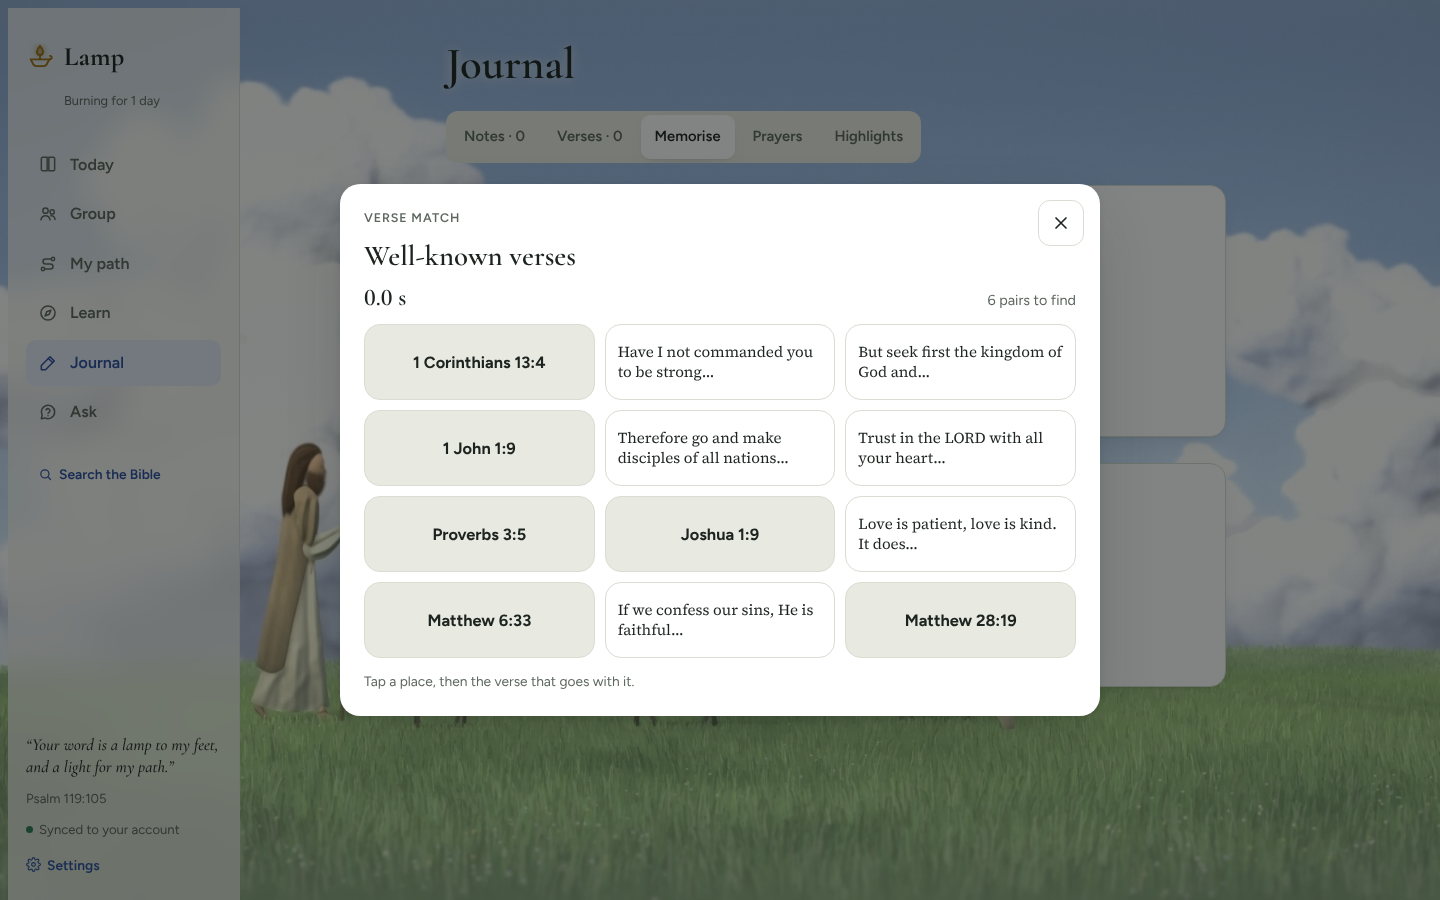 Lamp
Burning for 1 day
Today
Group
My path
Learn
Journal
Ask
Search the Bible
“Your word is a lamp to my feet,
and a light for my path.”
Psalm 119:105
Synced to your account
Settings
Journal
Notes · 0
Verses · 0
Memorise
Prayers
Highlights
VERSE MATCH
Well-known verses
0.0 s
6 pairs to find
1 Corinthians 13:4
Have I not commanded you
to be strong...
But seek first the kingdom of
God and...
1 John 1:9
Therefore go and make
disciples of all nations...
Trust in the LORD with all
your heart...
Proverbs 3:5
Joshua 1:9
Love is patient, love is kind.
It does...
Matthew 6:33
If we confess our sins, He is
faithful...
Matthew 28:19
Tap a place, then the verse that goes with it.